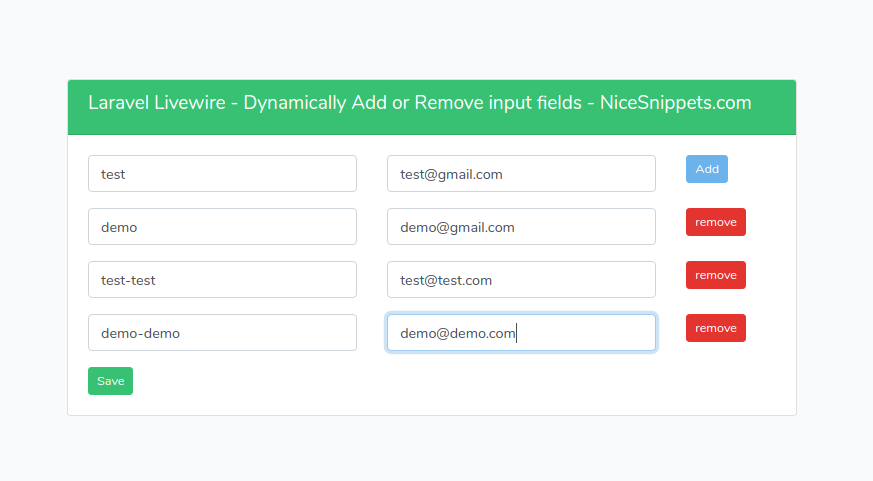 Laravel Livewire - Dynamically Add or Remove input fields - NiceSnippets.com
test test@gmail.com Add
demo demo@gmail.com remove
test-test test@test.com remove
demo-demo demo@demo.com remove
Save